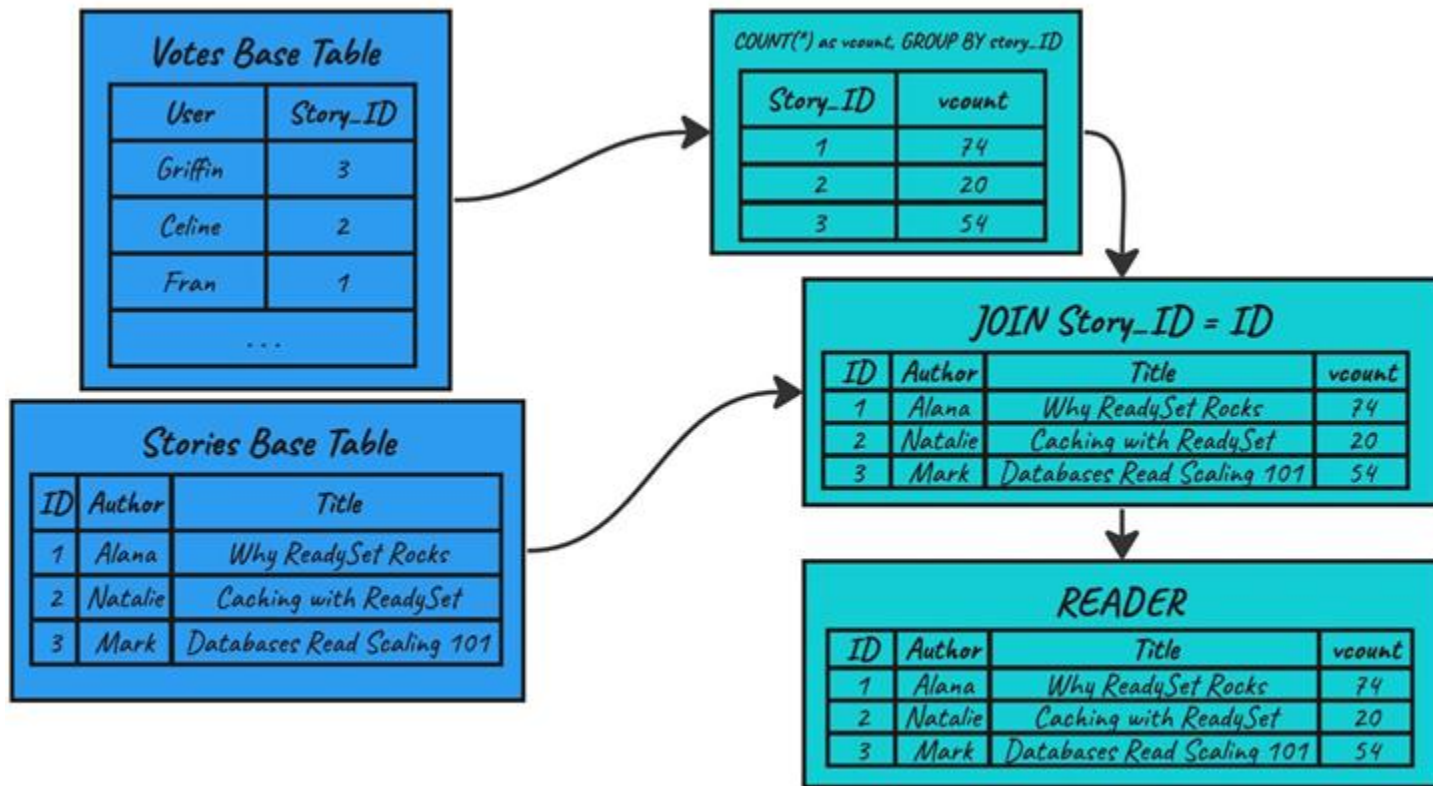 Votes Base Table
User Story_ID
Griffin 3
Celine 2
Fran 1
...
COUNT(*) as vcount, GROUP BY story_ID
Story_ID vcount
1 74
2 20
3 54
Stories Base Table
ID Author Title
1 Alana Why ReadySet Rocks
2 Natalie Caching with ReadySet
3 Mark Databases Read Scaling 101
JOIN Story_ID = ID
ID Author Title vcount
1 Alana Why ReadySet Rocks 74
2 Natalie Caching with ReadySet 20
3 Mark Databases Read Scaling 101 54
READER
ID Author Title vcount
1 Alana Why ReadySet Rocks 74
2 Natalie Caching with ReadySet 20
3 Mark Databases Read Scaling 101 54